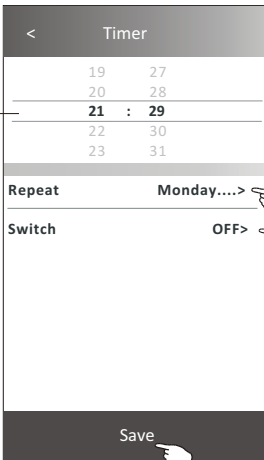 < Timer
19 27
20 28
21 : 29
22 30
23 31
Repeat Monday....>
Switch OFF>
Save